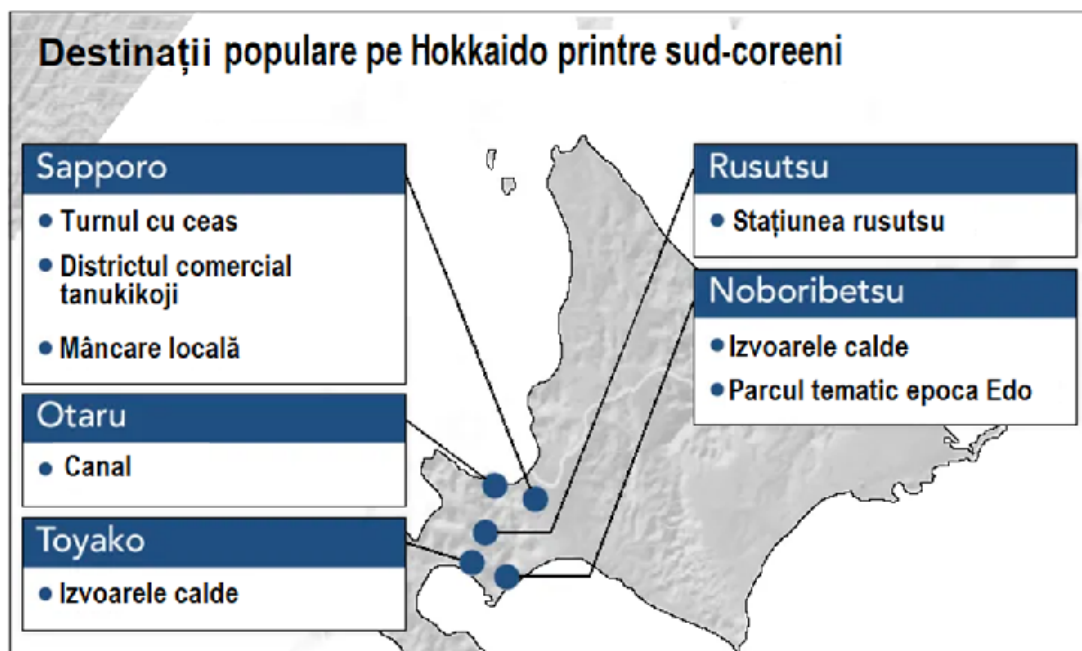 Destinații populare pe Hokkaido printre sud-coreeni
Sapporo
Turnul cu ceas
Districtul comercial
tanukikoji
Mâncare locală
Otaru
Canal
Toyako
Izvoarele calde
Rusutsu
Stațiunea rusutsu
Noboribetsu
Izvoarele calde
Parcul tematic epoca Edo